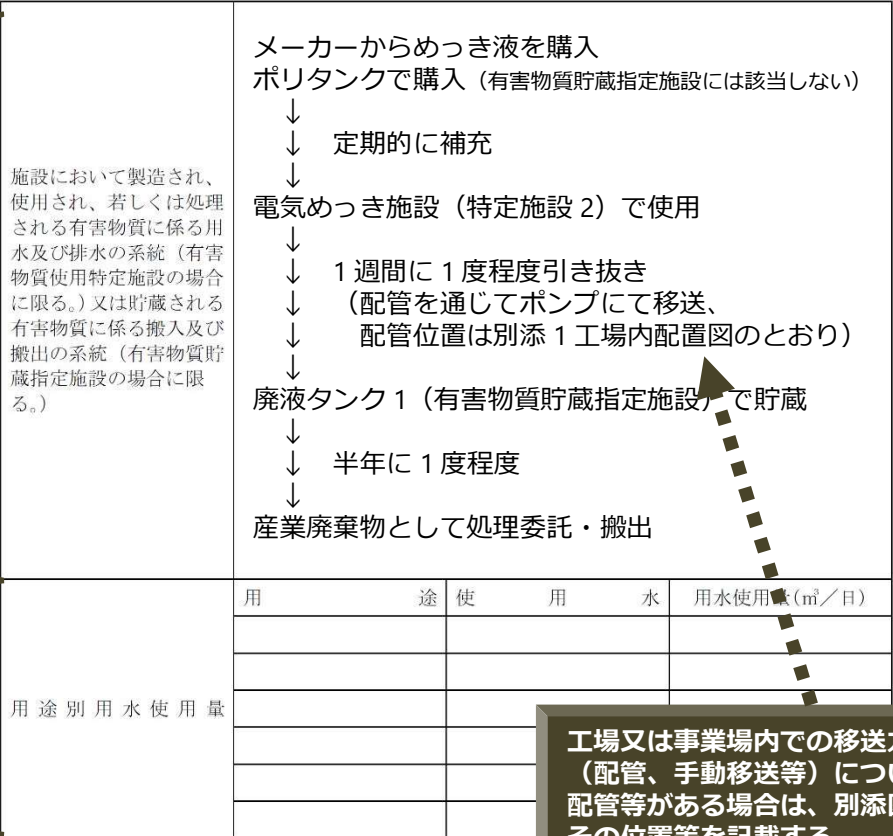 施設において製造され、
使用され、若しくは処理
される有害物質に係る用
水及び排水の系統（有害
物質使用特定施設の場合
に限る。）又は貯蔵される
有害物質に係る搬入及び
搬出の系統（有害物質貯
蔵指定施設の場合に限
る。）
メーカーからめっき液を購入
ポリタンクで購入（有害物質貯蔵指定施設には該当しない）
↓
↓ 定期的に補充
↓
電気めっき施設（特定施設２）で使用
↓
↓ １週間に１度程度引き抜き
↓ （配管を通じてポンプにて移送、
↓ 配管位置は別添１工場内配置図のとおり）
↓
廃液タンク１（有害物質貯蔵指定施設）で貯蔵
↓
↓ 半年に１度程度
↓
産業廃棄物として処理委託・搬出
用途別用水使用量
用途 使用水 用水使用量(㎥／日)
工場又は事業場内での移送
（配管、手動移送等）につ
配管等がある場合は、別添
その位置等を記載する